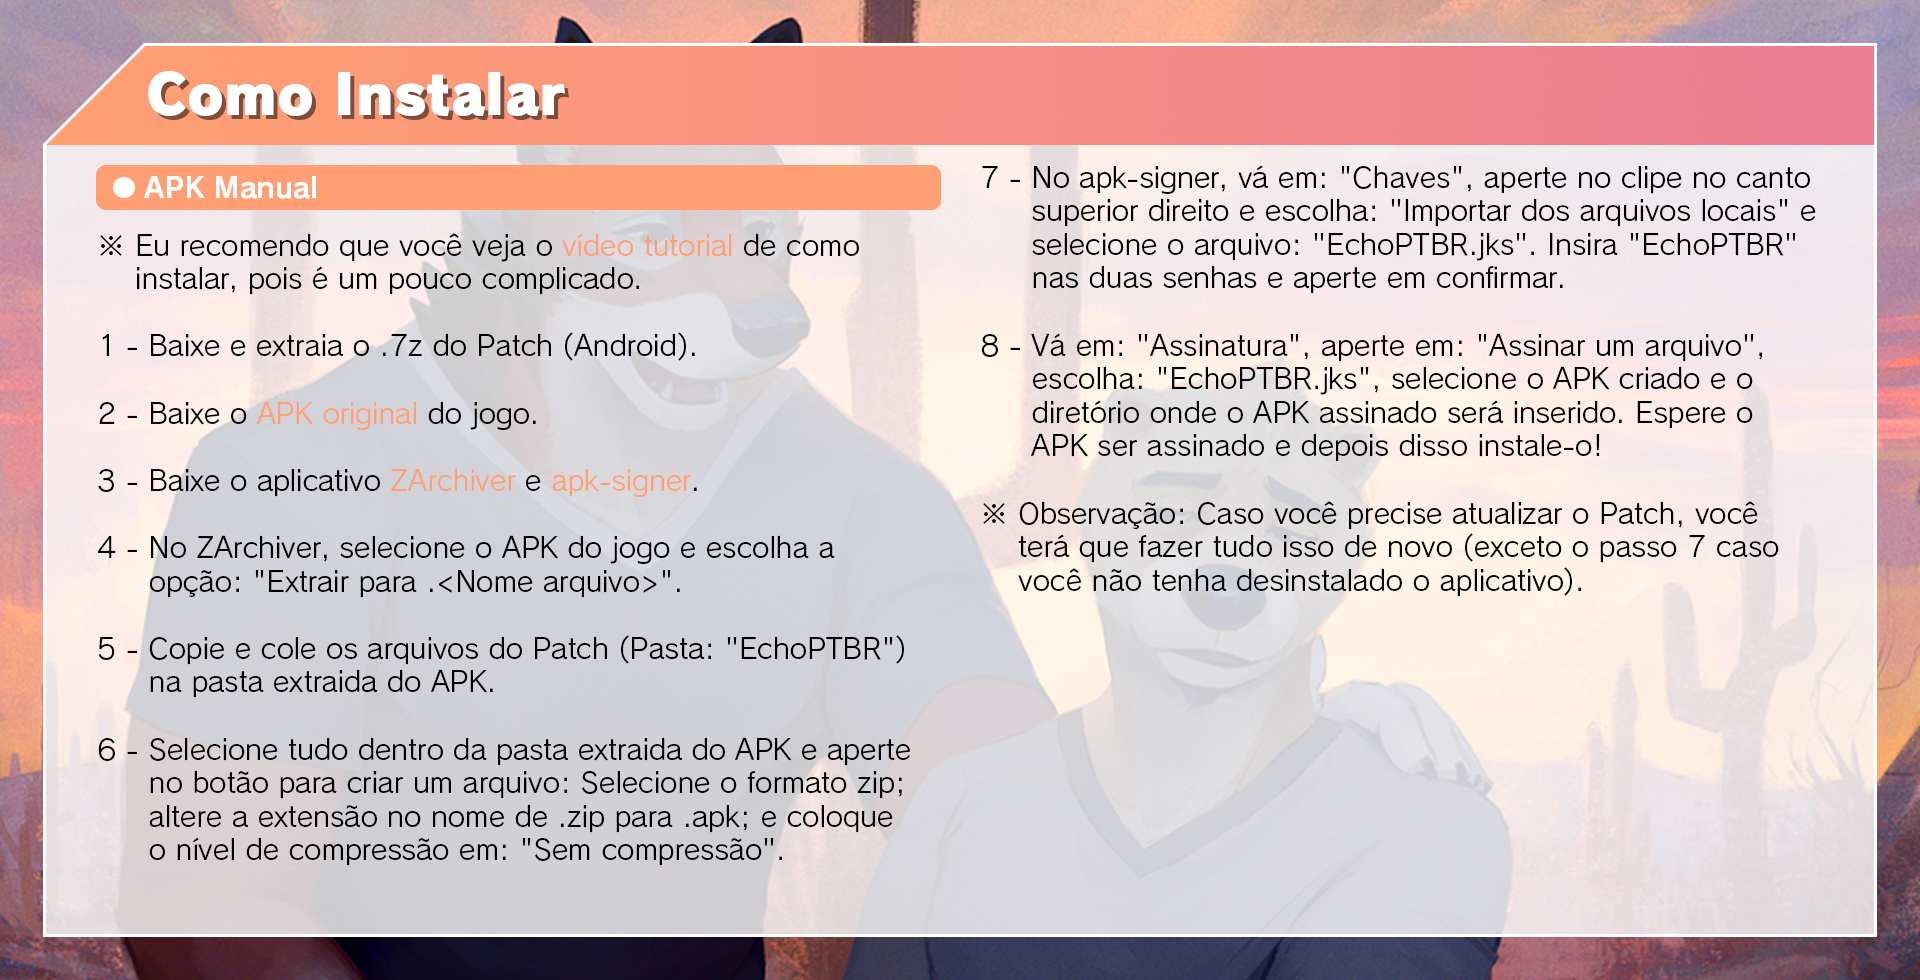 Como Instalar
● APK Manual
※ Eu recomendo que você veja o vídeo tutorial de como
instalar, pois é um pouco complicado.
1 - Baixe e extraia o .7z do Patch (Android).
2 - Baixe o APK original do jogo.
3 - Baixe o aplicativo ZArchiver e apk-signer.
4 - No ZArchiver, selecione o APK do jogo e escolha a
opção: "Extrair para .<Nome arquivo>".
5 - Copie e cole os arquivos do Patch (Pasta: "EchoPTBR")
na pasta extraida do APK.
6 - Selecione tudo dentro da pasta extraida do APK e aperte
no botão para criar um arquivo: Selecione o formato zip;
altere a extensão no nome de .zip para .apk; e coloque
o nível de compressão em: "Sem compressão".
7 - No apk-signer, vá em: "Chaves", aperte no clipe no canto
superior direito e escolha: "Importar dos arquivos locais" e
selecione o arquivo: "EchoPTBR.jks". Insira "EchoPTBR"
nas duas senhas e aperte em confirmar.
8 - Vá em: "Assinatura", aperte em: "Assinar um arquivo",
escolha: "EchoPTBR.jks", selecione o APK criado e o
diretório onde o APK assinado será inserido. Espere o
APK ser assinado e depois disso instale-o!
※ Observação: Caso você precise atualizar o Patch, você
terá que fazer tudo isso de novo (exceto o passo 7 caso
você não tenha desinstalado o aplicativo).